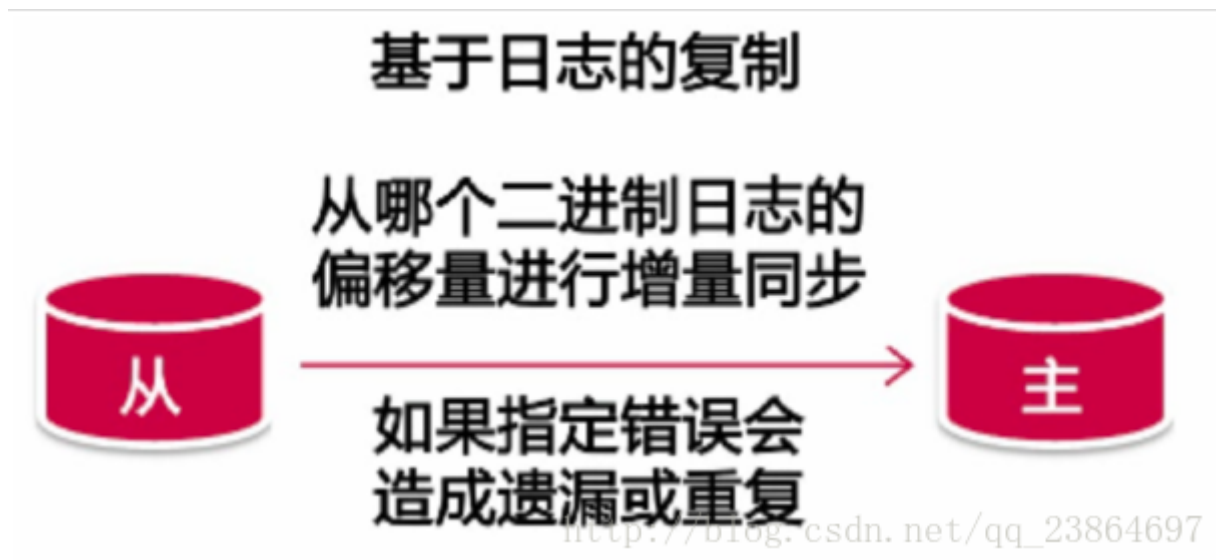 基于日志的复制
从哪个二进制日志的
偏移量进行增量同步
从
主
如果指定错误会
造成遗漏或重复
http://blog.csdn.net/qq_23864697